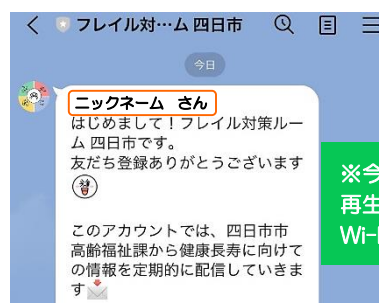 フレイル対…ム 四日市
今日
ニックネーム さん
はじめまして！フレイル対策ルー
ム 四日市です。
友だち登録ありがとうございます
このアカウントでは、四日市市
高齢福祉課から健康長寿に向けて
の情報を定期的に配信していきま
す
※今
再生
Wi-